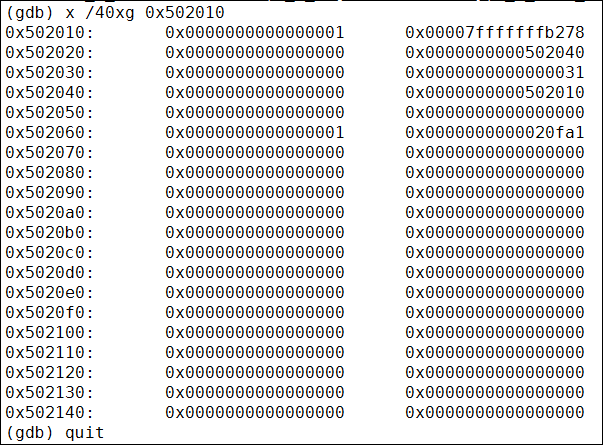 (gdb) x /40xg 0x502010
0x502010: 0x0000000000000001 0x00007fffffffb278
0x502020: 0x0000000000000000 0x0000000000502040
0x502030: 0x0000000000000000 0x0000000000000031
0x502040: 0x0000000000000000 0x0000000000502010
0x502050: 0x0000000000000000 0x0000000000000000
0x502060: 0x0000000000000001 0x0000000000020fa1
0x502070: 0x0000000000000000 0x0000000000000000
0x502080: 0x0000000000000000 0x0000000000000000
0x502090: 0x0000000000000000 0x0000000000000000
0x5020a0: 0x0000000000000000 0x0000000000000000
0x5020b0: 0x0000000000000000 0x0000000000000000
0x5020c0: 0x0000000000000000 0x0000000000000000
0x5020d0: 0x0000000000000000 0x0000000000000000
0x5020e0: 0x0000000000000000 0x0000000000000000
0x5020f0: 0x0000000000000000 0x0000000000000000
0x502100: 0x0000000000000000 0x0000000000000000
0x502110: 0x0000000000000000 0x0000000000000000
0x502120: 0x0000000000000000 0x0000000000000000
0x502130: 0x0000000000000000 0x0000000000000000
0x502140: 0x0000000000000000 0x0000000000000000
(gdb) quit